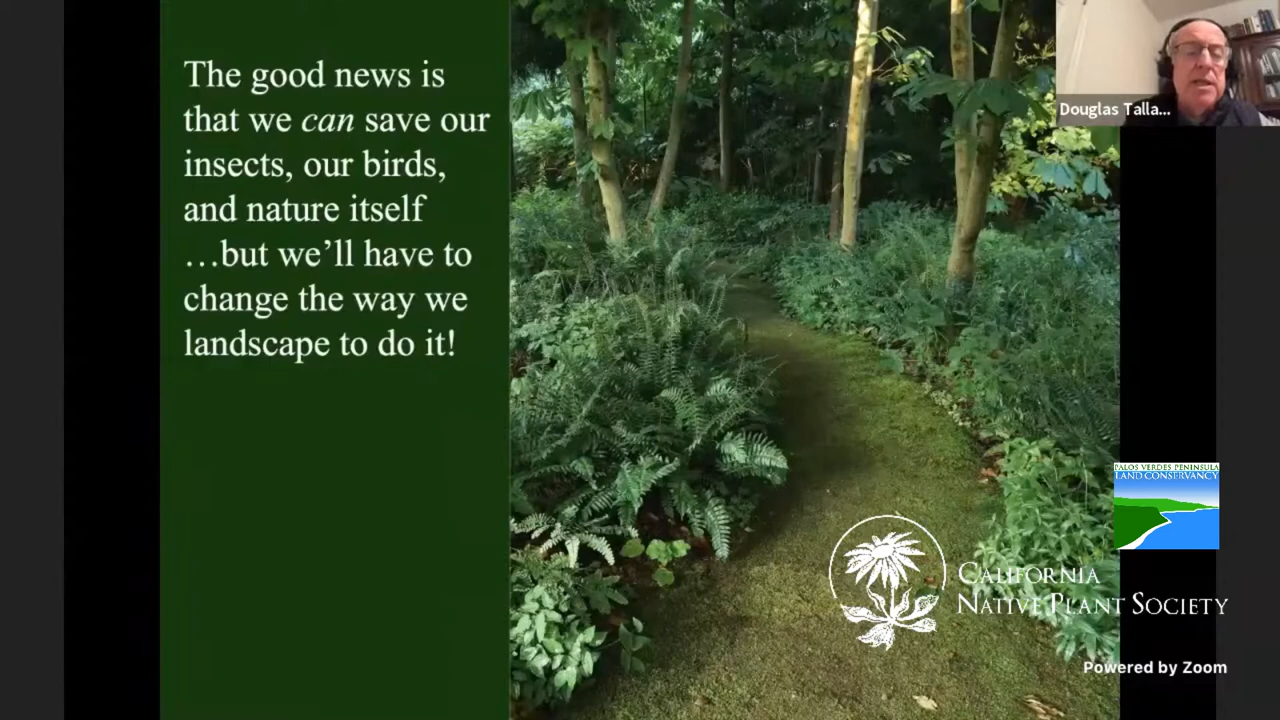 The good news is
that we can save our
insects, our birds,
and nature itself
…but we’ll have to
change the way we
landscape to do it!
Douglas Talla...
PALOS VERDES PENINSULA
LAND CONSERVANCY
CALIFORNIA
NATIVE PLANT SOCIETY
Powered by Zoom